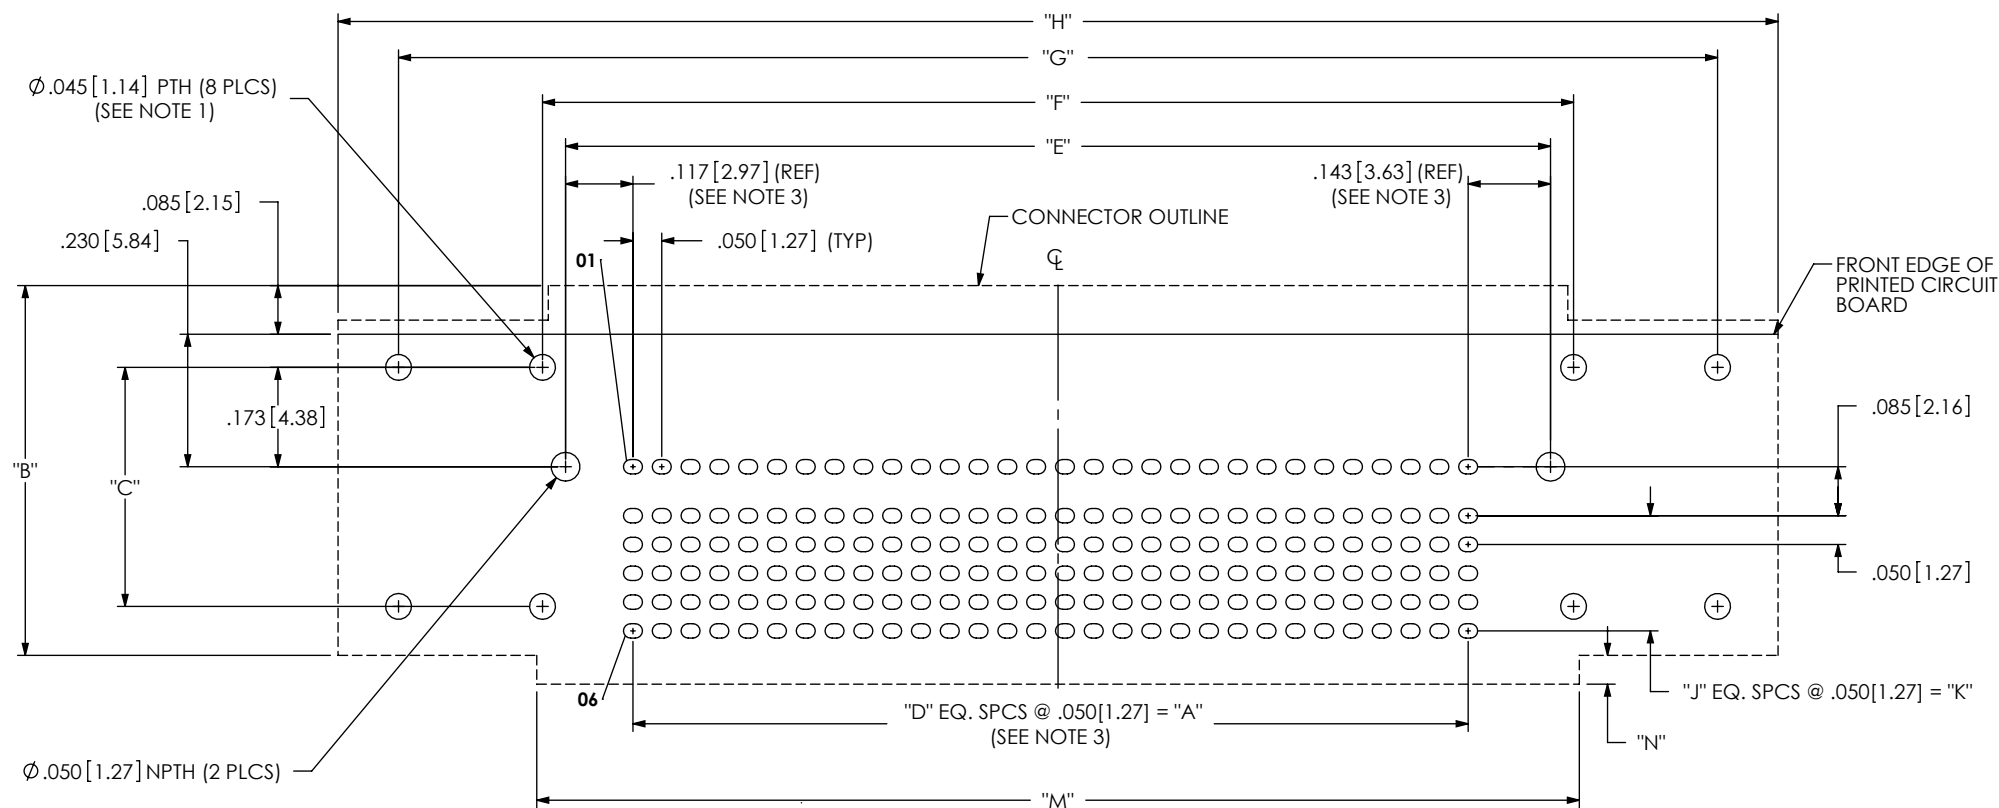 "H"
"G"
Ø.045[1.14] PTH (8 PLCS)
(SEE NOTE 1)
"F"
"E"
.117[2.97] (REF)
(SEE NOTE 3)
.143[3.63] (REF)
(SEE NOTE 3)
.085[2.15]
CONNECTOR OUTLINE
.230[5.84]
.050[1.27] (TYP)
01
℄
FRONT EDGE OF
PRINTED CIRCUIT
BOARD
.173[4.38]
.085[2.16]
"B"
"C"
.050[1.27]
06
"D" EQ. SPCS @ .050[1.27] = "A"
(SEE NOTE 3)
"J" EQ. SPCS @ .050[1.27] = "K"
"N"
Ø.050[1.27] NPTH (2 PLCS)
"M"